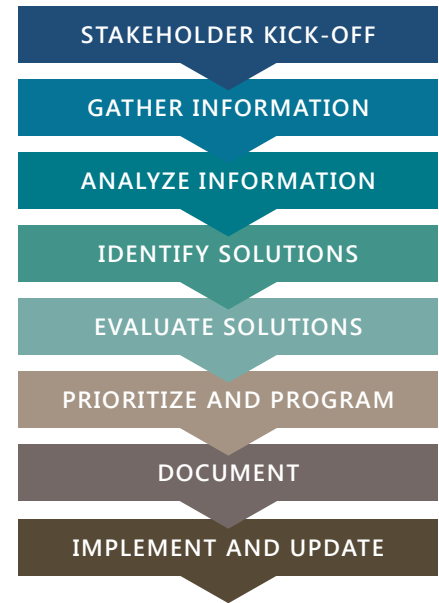 STAKEHOLDER KICK-OFF
GATHER INFORMATION
ANALYZE INFORMATION
IDENTIFY SOLUTIONS
EVALUATE SOLUTIONS
PRIORITIZE AND PROGRAM
DOCUMENT
IMPLEMENT AND UPDATE